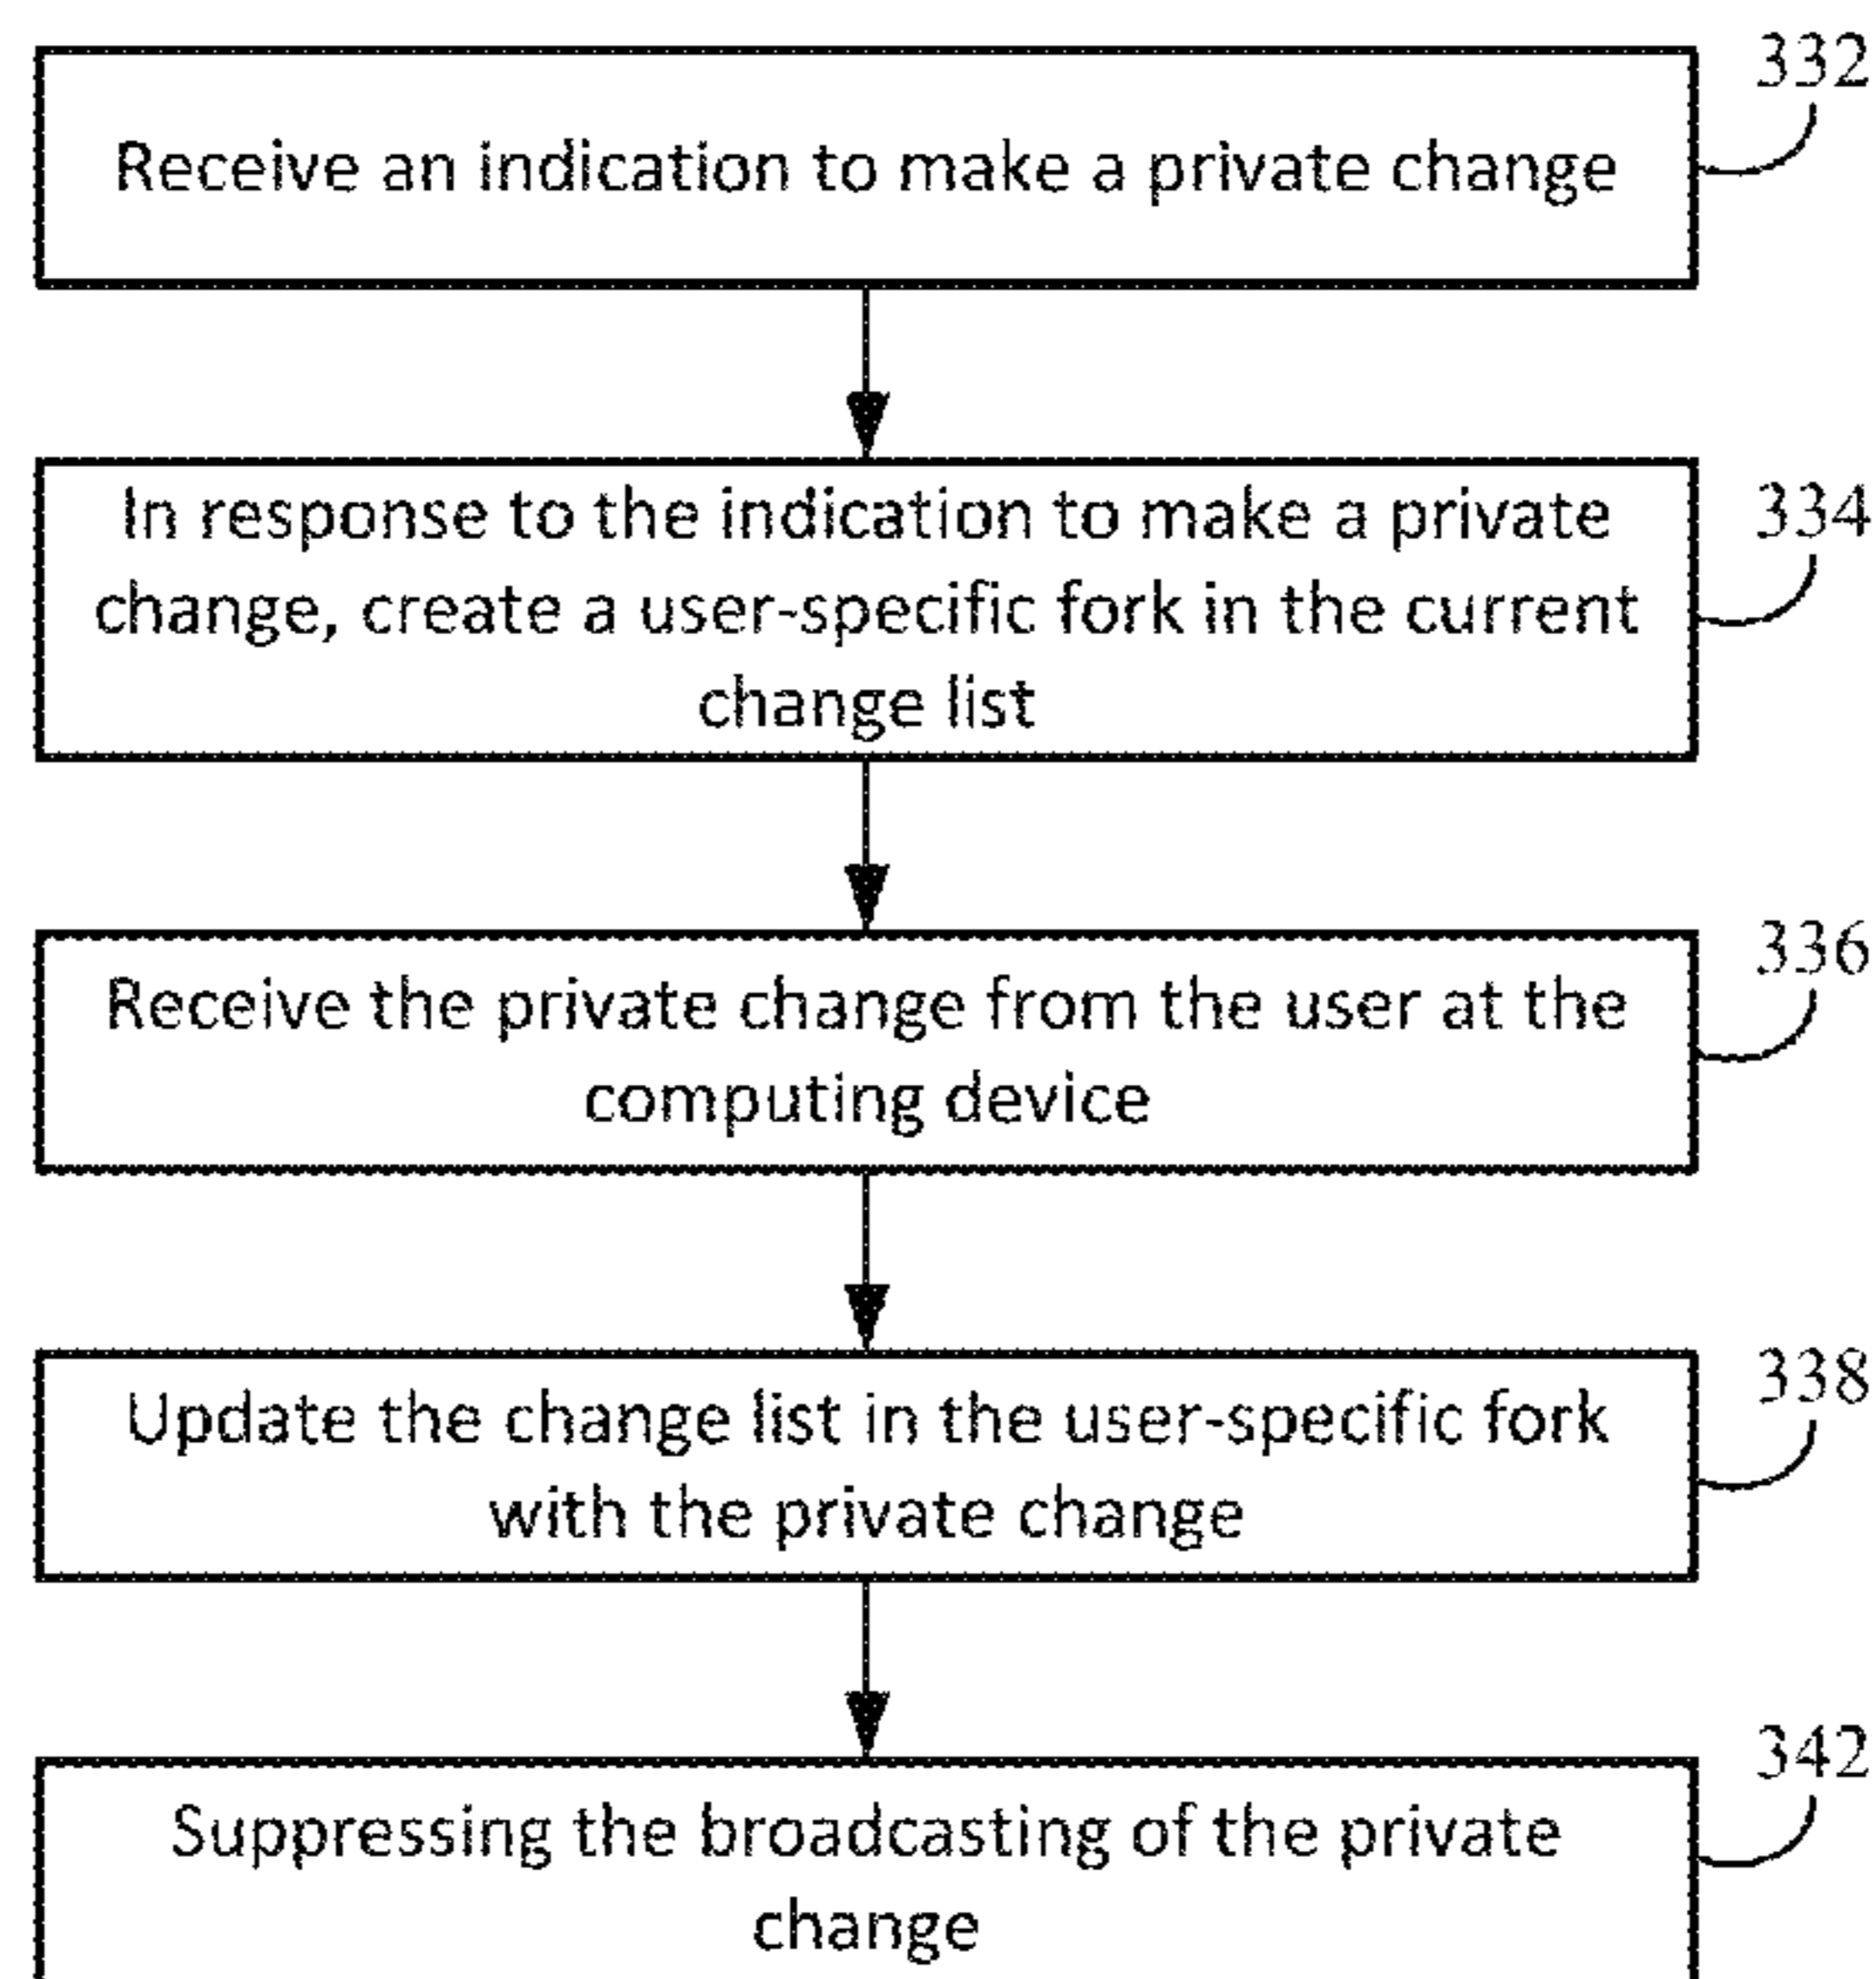 332
Receive an indication to make a private change
334
In response to the indication to make a private
change, create a user-specific fork in the current
change list
336
Receive the private change from the user at the
computing device
338
Update the change list in the user-specific fork
with the private change
342
Suppressing the broadcasting of the private
change